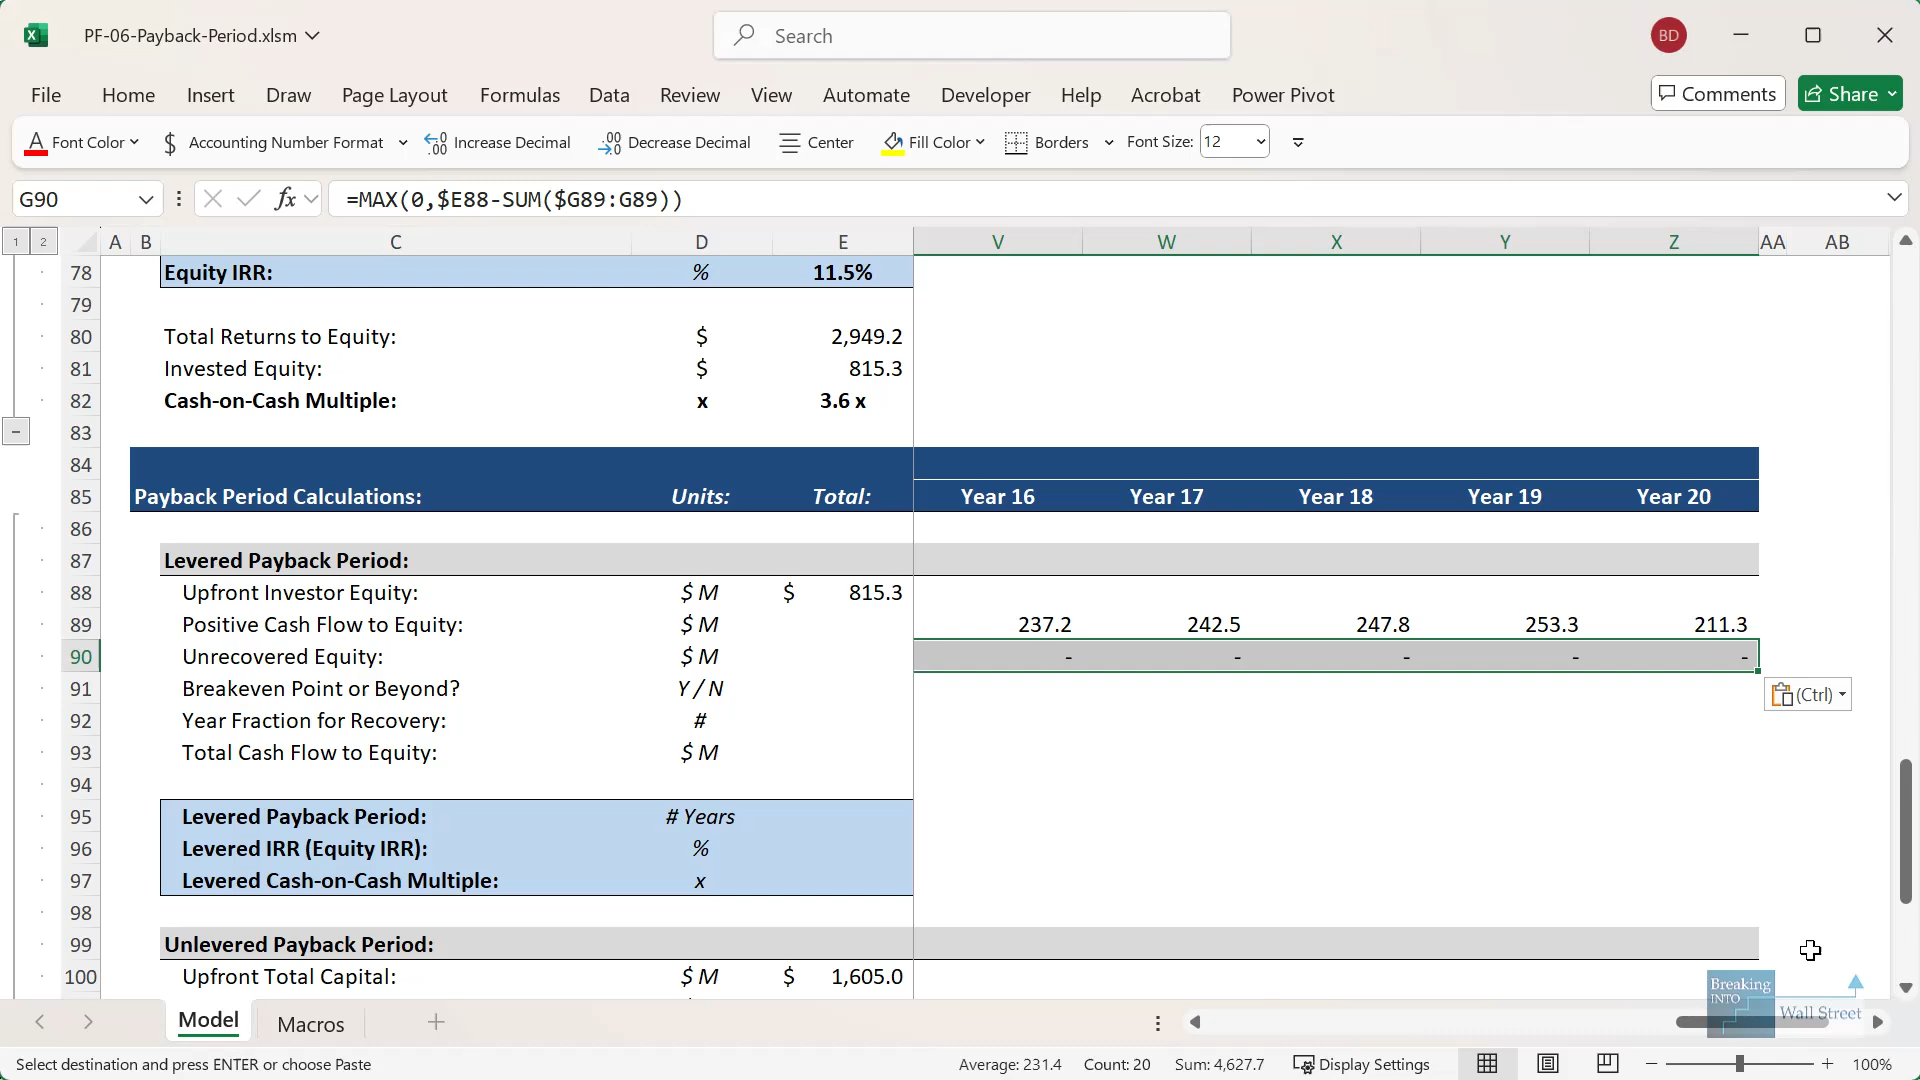 PF-06-Payback-Period.xlsm
Search
BD
File Home Insert Draw Page Layout Formulas Data Review View Automate Developer Help Acrobat Power Pivot Comments Share
Font Color $ Accounting Number Format Increase Decimal Decrease Decimal Center Fill Color Borders Font Size: 12
G90 fx =MAX(0,$E88-SUM($G89:G89))
1 2 A B C D E V W X Y Z AA AB
78 Equity IRR: % 11.5%
79
80 Total Returns to Equity: $ 2,949.2
81 Invested Equity: $ 815.3
82 Cash-on-Cash Multiple: x 3.6 x
83
84
85 Payback Period Calculations: Units: Total: Year 16 Year 17 Year 18 Year 19 Year 20
86
87 Levered Payback Period:
88 Upfront Investor Equity: $ M $ 815.3
89 Positive Cash Flow to Equity: $ M 237.2 242.5 247.8 253.3 211.3
90 Unrecovered Equity: $ M - - - - -
91 Breakeven Point or Beyond? Y / N
(Ctrl)
92 Year Fraction for Recovery: #
93 Total Cash Flow to Equity: $ M
94
95 Levered Payback Period: # Years
96 Levered IRR (Equity IRR): %
97 Levered Cash-on-Cash Multiple: x
98
99 Unlevered Payback Period:
100 Upfront Total Capital: $ M $ 1,605.0
Breaking
INTO
Wall Street
Model Macros
Select destination and press ENTER or choose Paste Average: 231.4 Count: 20 Sum: 4,627.7 Display Settings 100%